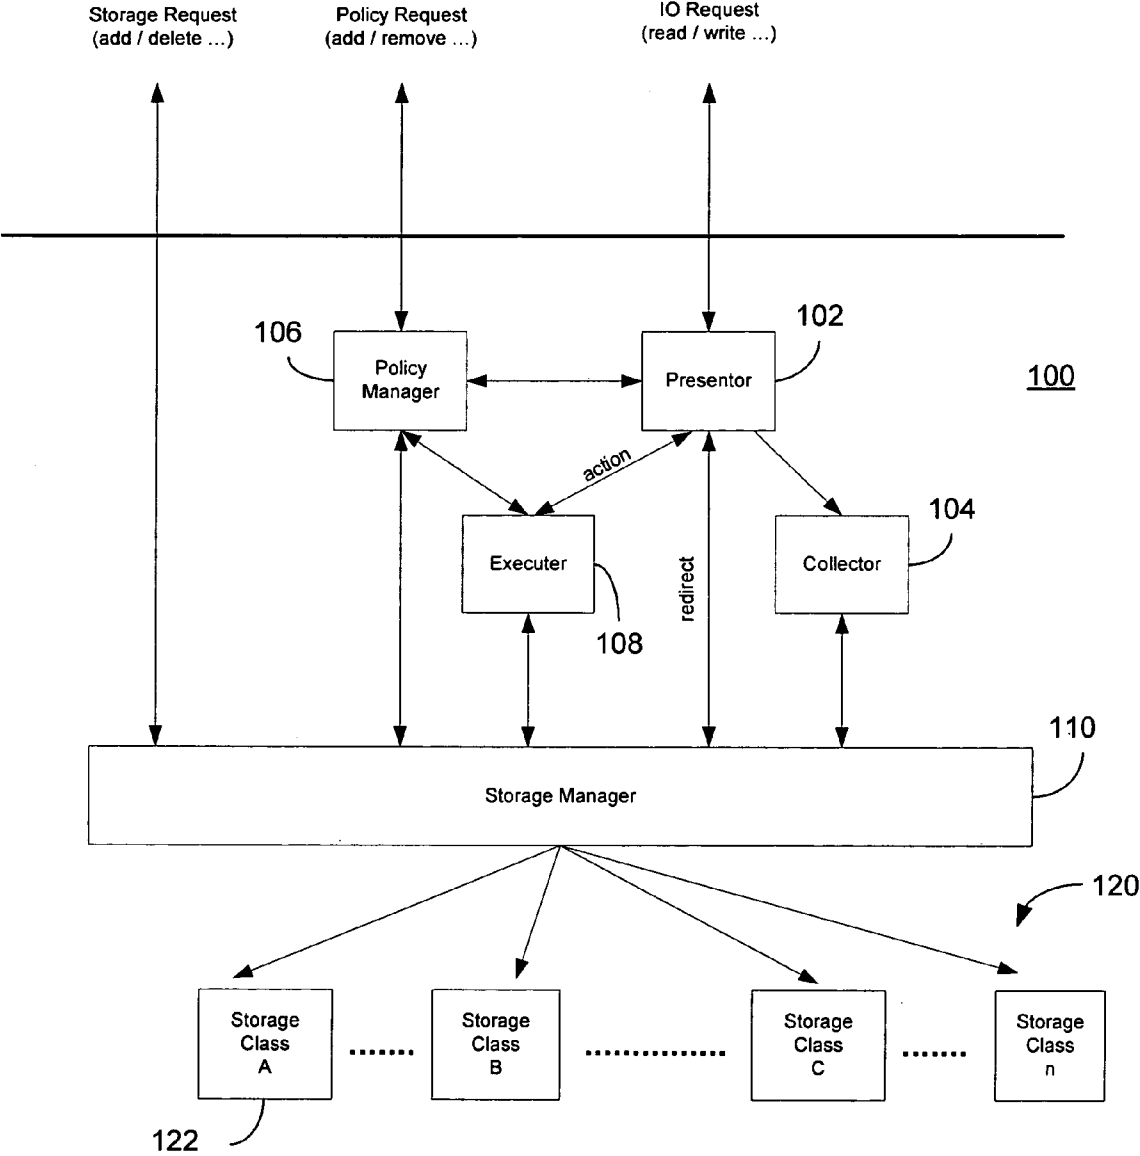 Storage Request
(add / delete ...)
Policy Request
(add / remove ...)
IO Request
(read / write ...)
106
102
Policy
Manager
Presentor
100
action
104
Executer
redirect
Collector
108
110
Storage Manager
120
Storage
Class
A
Storage
Class
B
Storage
Class
C
Storage
Class
n
122